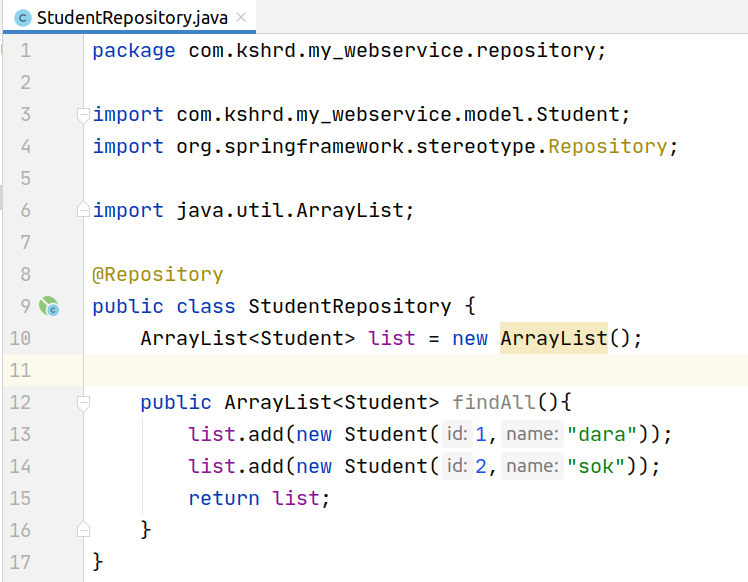 StudentRepository.java
1 package com.kshrd.my_webservice.repository;
2
3 import com.kshrd.my_webservice.model.Student;
4 import org.springframework.stereotype.Repository;
5
6 import java.util.ArrayList;
7
8 @Repository
9 public class StudentRepository {
10 ArrayList<Student> list = new ArrayList();
11
12 public ArrayList<Student> findAll(){
13 list.add(new Student( id: 1, name: "dara"));
14 list.add(new Student( id: 2, name: "sok"));
15 return list;
16 }
17 }